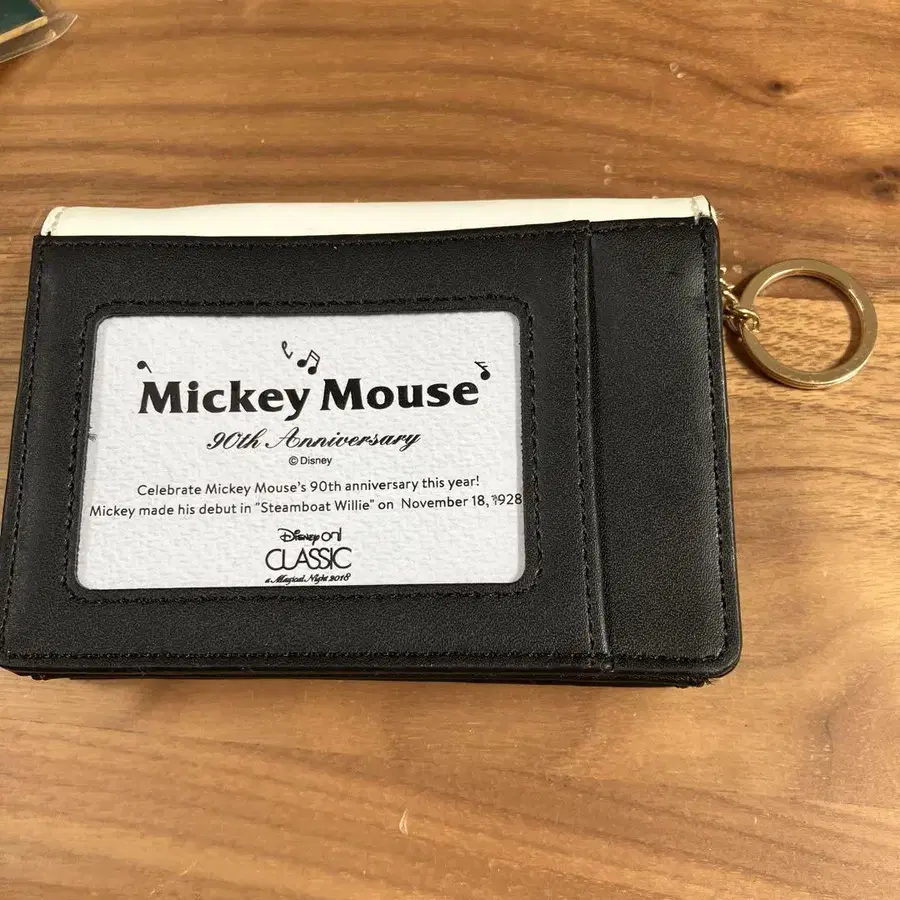 Mickey Mouse
90th Anniversary
©Disney
Celebrate Mickey Mouse's 90th anniversary this year!
Mickey made his debut in "Steamboat Willie" on November 18, 1928
Disney on
CLASSIC
a Magical Night 2018